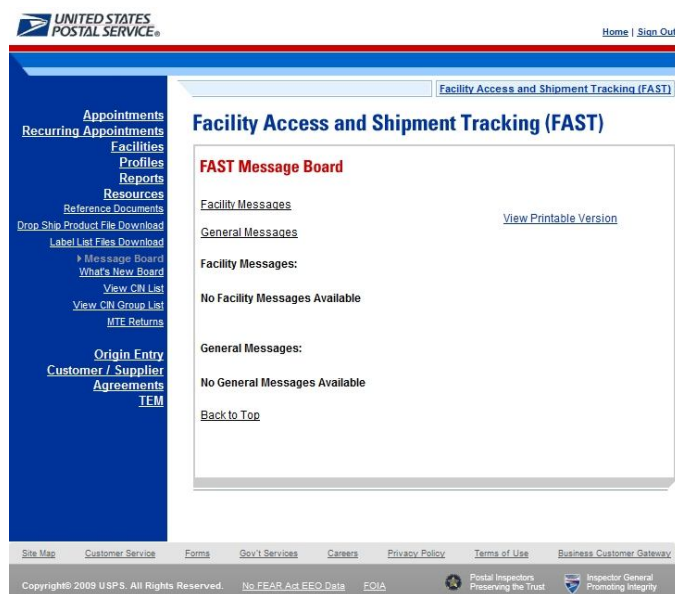 UNITED STATES
POSTAL SERVICE®
Home | Sign Out
Facility Access and Shipment Tracking (FAST)
Appointments
Recurring Appointments
Facilities
Profiles
Reports
Resources
Reference Documents
Drop Ship Product File Download
Label List Files Download
Message Board
What's New Board
View CIN List
View CIN Group List
MTE Returns
Origin Entry
Customer / Supplier
Agreements
TEM
Facility Access and Shipment Tracking (FAST)
FAST Message Board
Facility Messages
View Printable Version
General Messages
Facility Messages:
No Facility Messages Available
General Messages:
No General Messages Available
Back to Top
Site Map Customer Service Forms Gov't Services Careers Privacy Policy Terms of Use Business Customer Gateway
Copyright© 2009 USPS. All Rights Reserved. No FEAR Act EEO Data FOIA
Postal Inspectors
Preserving the Trust
Inspector General
Promoting Integrity